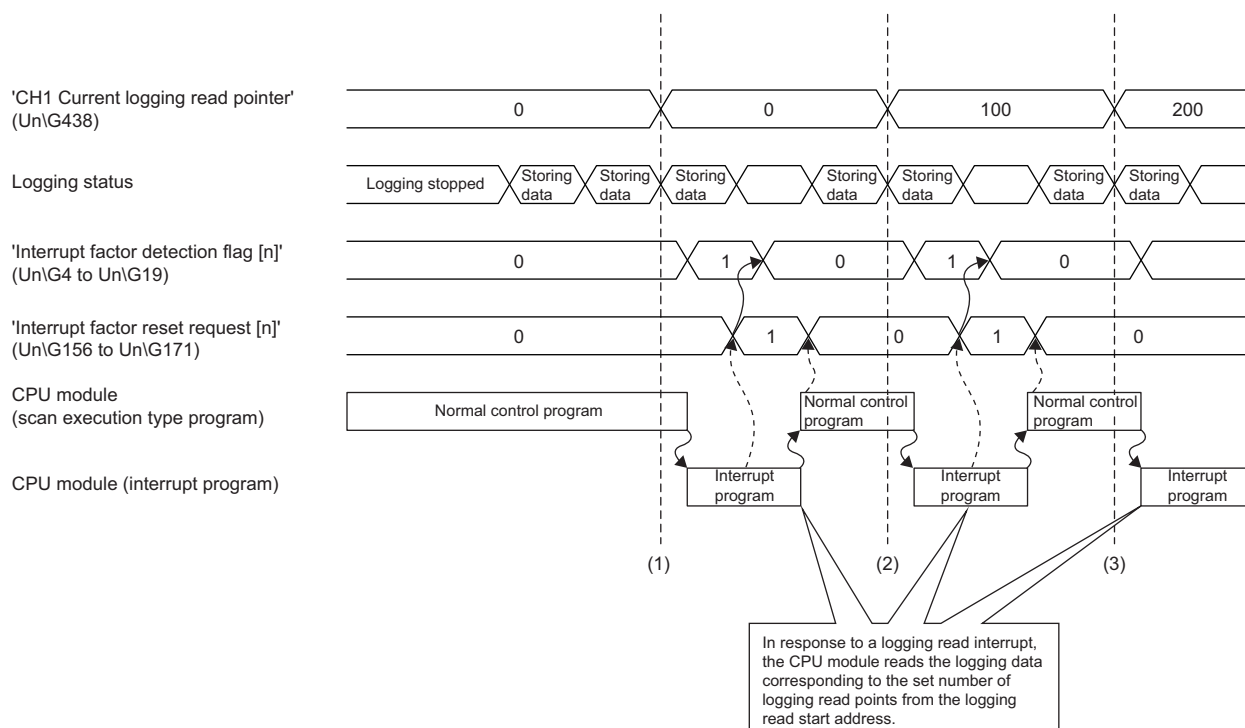 'CH1 Current logging read pointer'
(Un\G438)
0
0
100
200
Logging status
Logging stopped
Storing
data
Storing
data
Storing
data
Storing
data
Storing
data
Storing
data
Storing
data
'Interrupt factor detection flag [n]'
(Un\G4 to Un\G19)
0
1
0
1
0
'Interrupt factor reset request [n]'
(Un\G156 to Un\G171)
0
1
0
1
0
CPU module
(scan execution type program)
Normal control program
Normal control
program
Normal control
program
CPU module (interrupt program)
Interrupt
program
Interrupt
program
Interrupt
program
(1)
(2)
(3)
In response to a logging read interrupt,
the CPU module reads the logging data
corresponding to the set number of
logging read points from the logging
read start address.